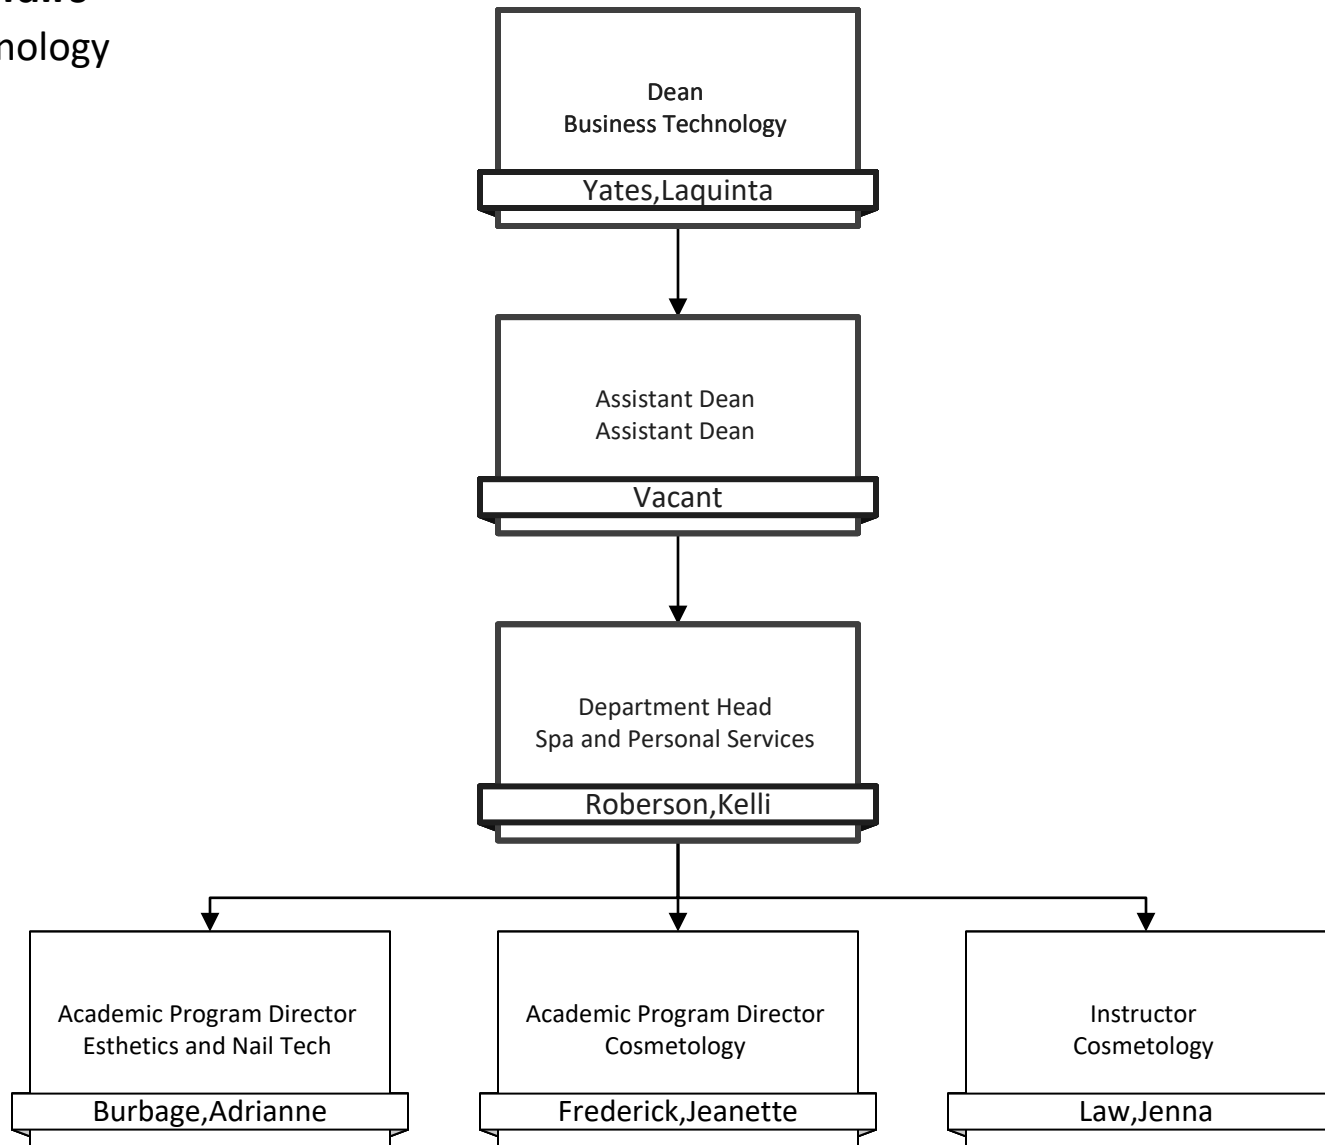 Dean
Business Technology
Yates,Laquinta
Assistant Dean
Assistant Dean
Vacant
Department Head
Spa and Personal Services
Roberson,Kelli
Academic Program Director
Esthetics and Nail Tech
Burbage,Adrianne
Academic Program Director
Cosmetology
Frederick,Jeanette
Instructor
Cosmetology
Law,Jenna